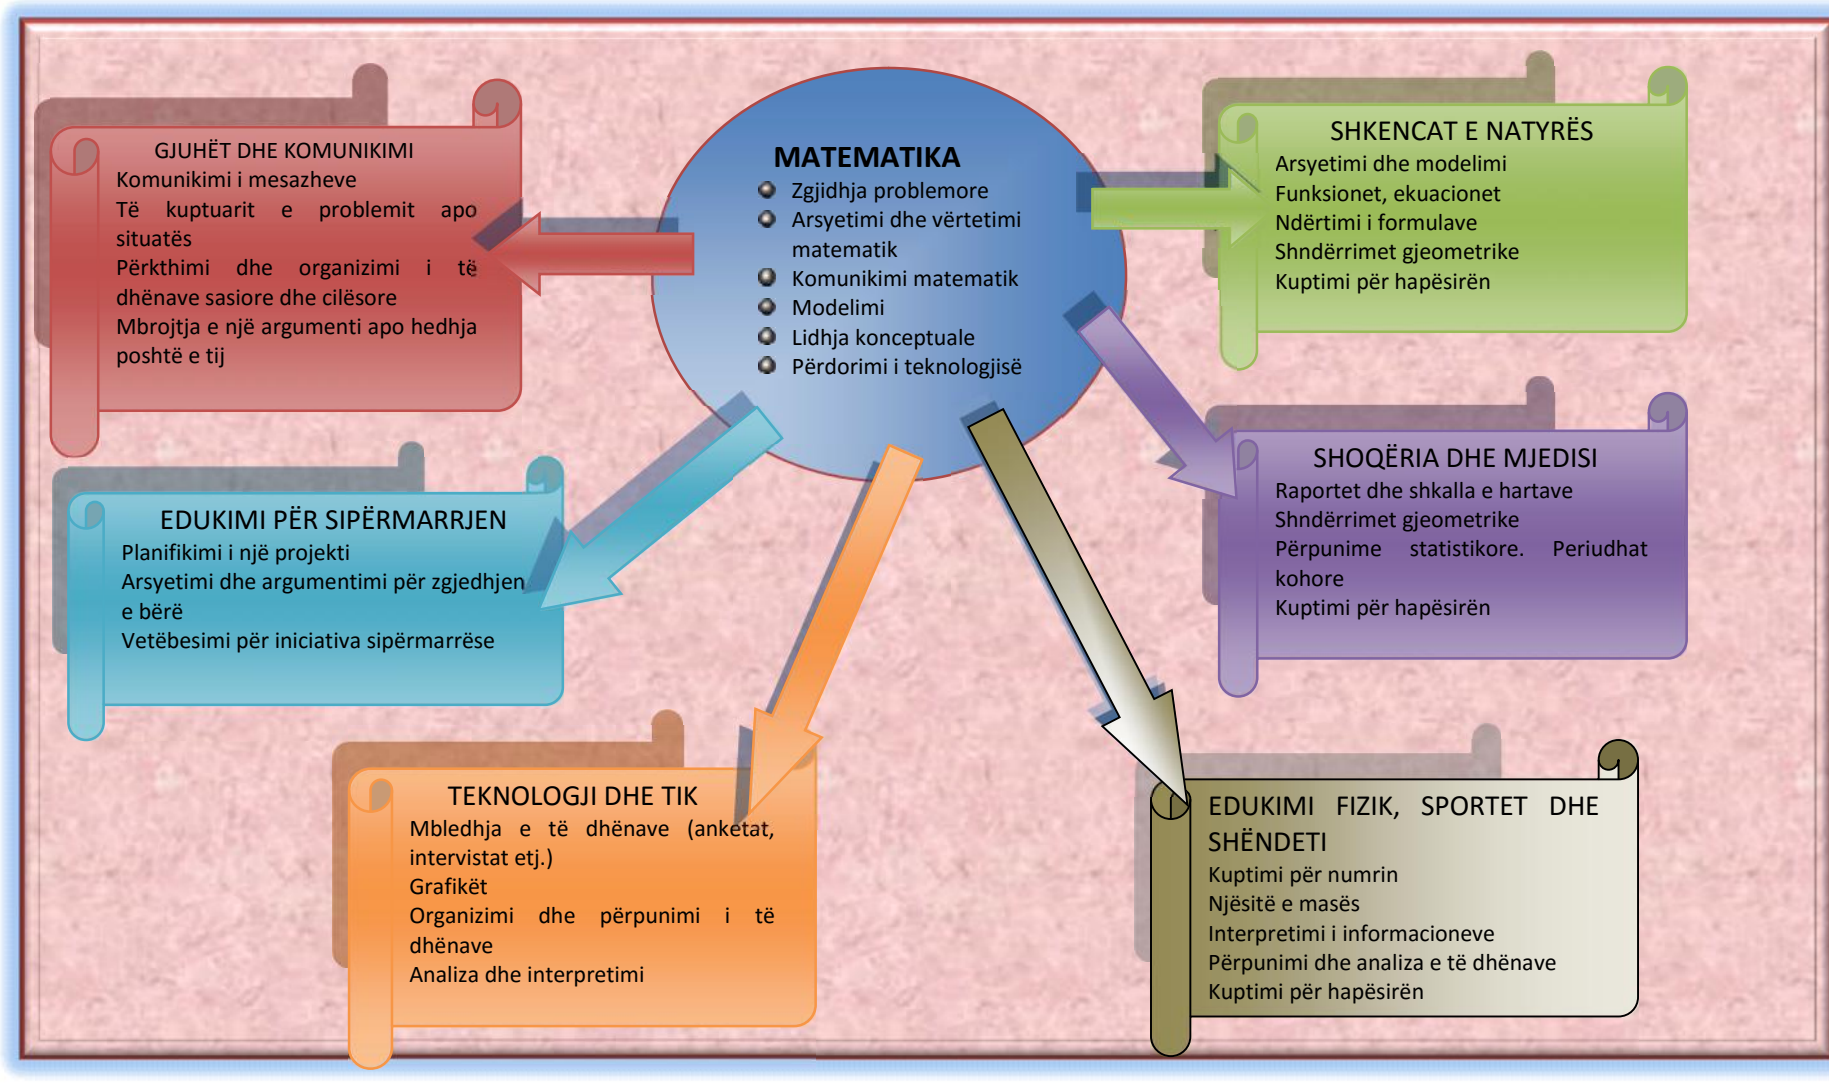 GJUHËT DHE KOMUNIKIMI
Komunikimi i mesazheve
Të kuptuarit e problemit apo
situatës
Përkthimi dhe organizimi i të
dhënave sasiore dhe cilësore
Mbrojtja e një argumenti apo hedhja
poshtë e tij
MATEMATIKA
Zgjidhja problemore
Arsyetimi dhe vërtetimi
matematik
Komunikimi matematik
Modelimi
Lidhja konceptuale
Përdorimi i teknologjisë
SHKENCAT E NATYRËS
Arsyetimi dhe modelimi
Funksionet, ekuacionet
Ndërtimi i formulave
Shndërrimet gjeometrike
Kuptimi për hapësirën
EDUKIMI PËR SIPËRMARRJEN
Planifikimi i një projekti
Arsyetimi dhe argumentimi për zgjedhjen
e bërë
Vetëbesimi për iniciativa sipërmarrëse
SHOQËRIA DHE MJEDISI
Raportet dhe shkalla e hartave
Shndërrimet gjeometrike
Përpunime statistikore. Periudhat
kohore
Kuptimi për hapësirën
TEKNOLOGJI DHE TIK
Mbledhja e të dhënave (anketat,
intervistat etj.)
Grafikët
Organizimi dhe përpunimi i të
dhënave
Analiza dhe interpretimi
EDUKIMI FIZIK, SPORTET DHE
SHËNDETI
Kuptimi për numrin
Njësitë e masës
Interpretimi i informacioneve
Përpunimi dhe analiza e të dhënave
Kuptimi për hapësirën